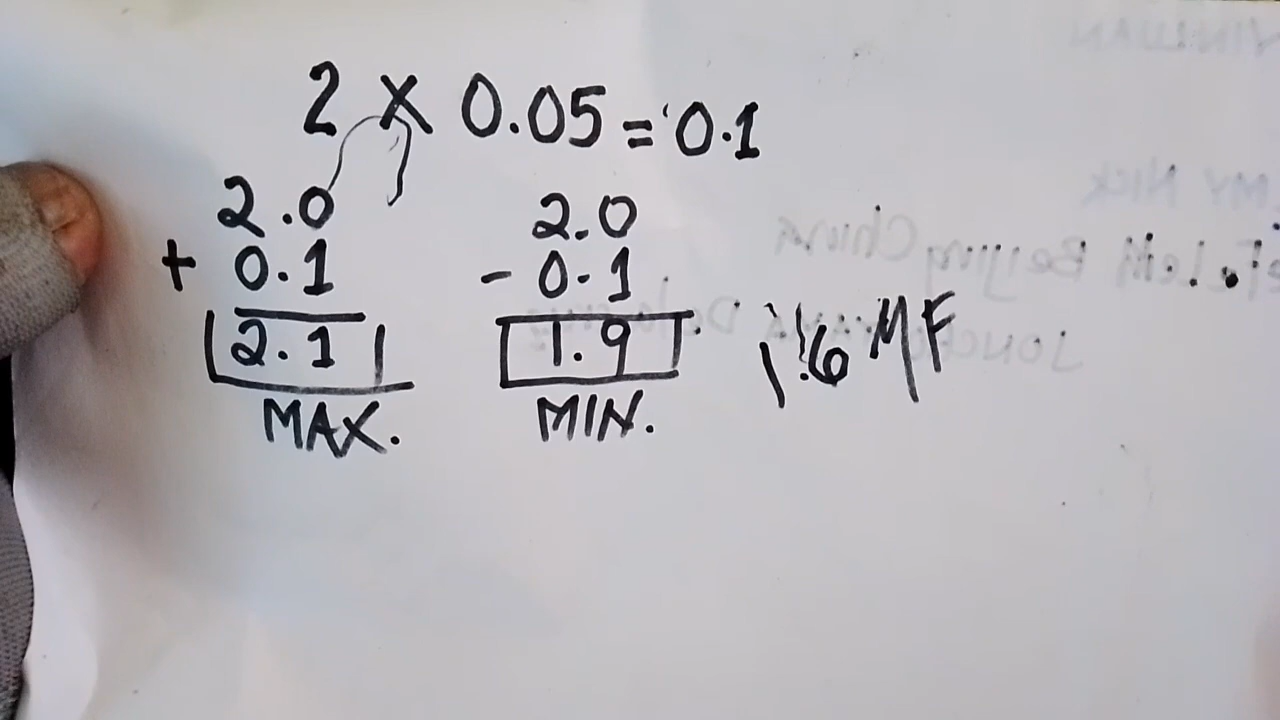 2 X 0.05 = 0.1
2.0 2.0
+ 0.1 - 0.1
2.1 1.9 1.6 MF
MAX. MIN.